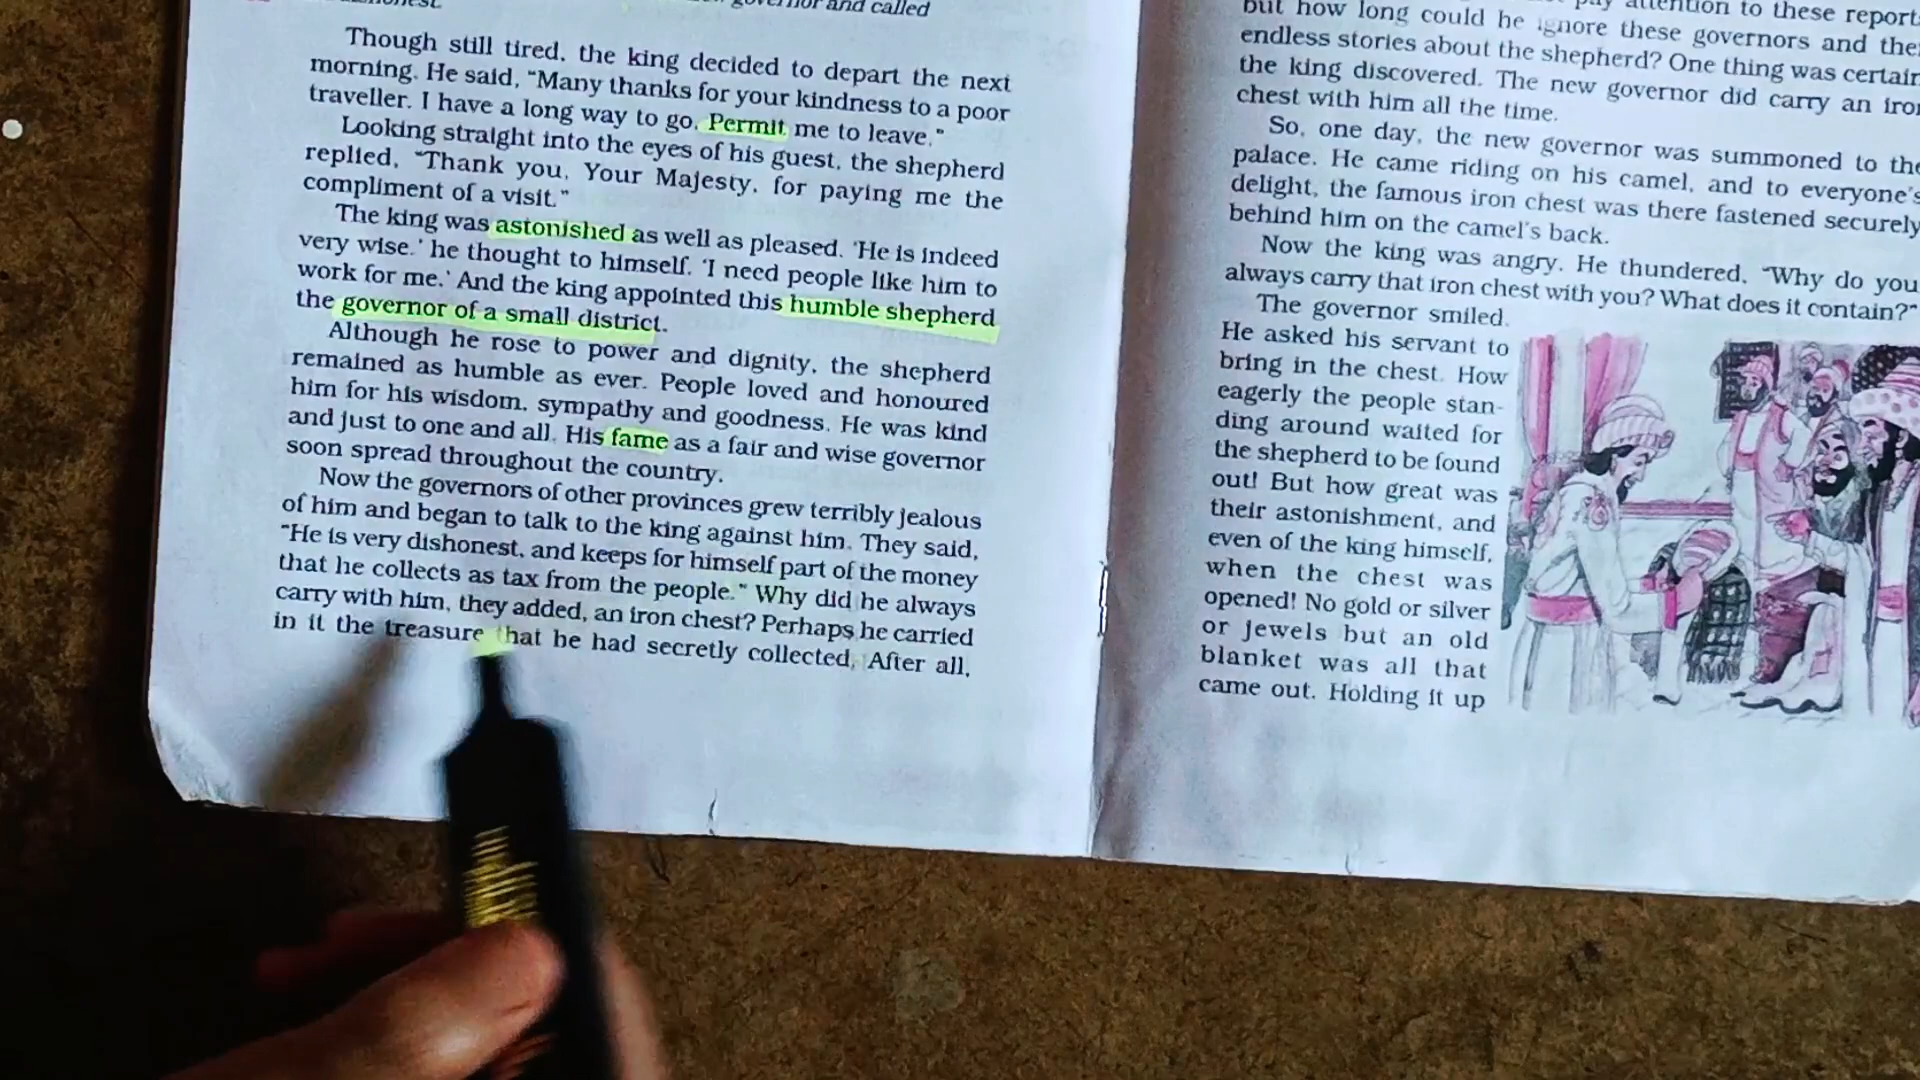 governor and called
Though still tired, the king decided to depart the next
morning. He said, “Many thanks for your kindness to a poor
traveller. I have a long way to go. Permit me to leave.”
Looking straight into the eyes of his guest, the shepherd
replied, “Thank you, Your Majesty, for paying me the
compliment of a visit.”
The king was astonished as well as pleased. ‘He is indeed
very wise.’ he thought to himself. ‘I need people like him to
work for me.’ And the king appointed this humble shepherd
the governor of a small district.
Although he rose to power and dignity, the shepherd
remained as humble as ever. People loved and honoured
him for his wisdom, sympathy and goodness. He was kind
and just to one and all. His fame as a fair and wise governor
soon spread throughout the country.
Now the governors of other provinces grew terribly jealous
of him and began to talk to the king against him. They said,
“He is very dishonest, and keeps for himself part of the money
that he collects as tax from the people.” Why did he always
carry with him, they added, an iron chest? Perhaps he carried
in it the treasure that he had secretly collected. After all,
pay attention to these report
but how long could he ignore these governors and the
endless stories about the shepherd? One thing was certain
the king discovered. The new governor did carry an iron
chest with him all the time.
So, one day, the new governor was summoned to the
palace. He came riding on his camel, and to everyone's
delight, the famous iron chest was there fastened securely
behind him on the camel's back.
Now the king was angry. He thundered, “Why do you
always carry that iron chest with you? What does it contain?”
The governor smiled.
He asked his servant to
bring in the chest. How
eagerly the people stan-
ding around waited for
the shepherd to be found
out! But how great was
their astonishment, and
even of the king himself,
when the chest was
opened! No gold or silver
or jewels but an old
blanket was all that
came out. Holding it up